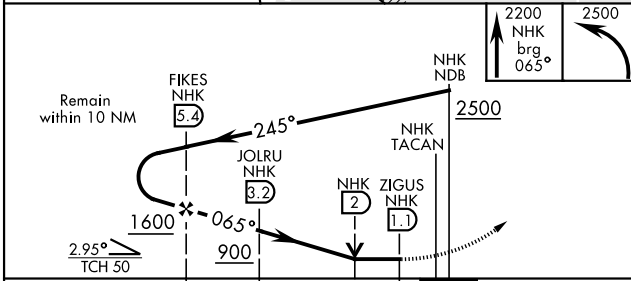 2200
NHK
brg
065°
2500
NHK
NDB
FIKES
NHK
5.4
Remain
within 10 NM
2500
245°
NHK
TACAN
JOLRU
NHK
3.2
NHK
2
ZIGUS
NHK
1.1
1600
065°
900
2.95°
TCH 50